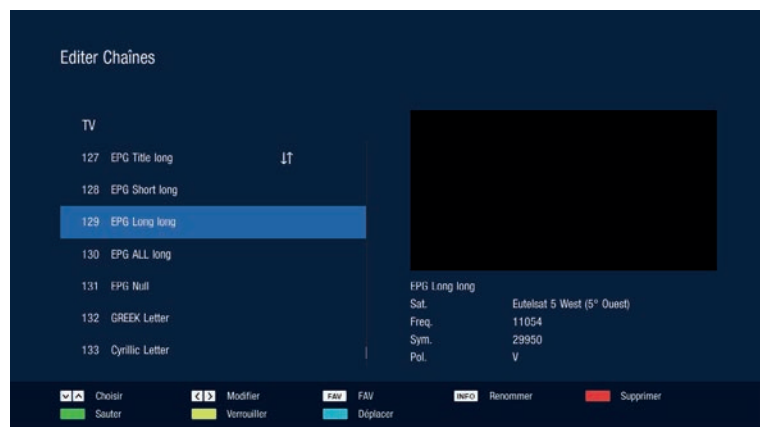 Editer Chaînes
TV
127 EPG Title long
128 EPG Short long
129 EPG Long long
130 EPG ALL long
131 EPG Null
132 GREEK Letter
133 Cyrillic Letter
EPG Long long
Sat. Eutelsat 5 West (5° Ouest)
Freq. 11054
Sym. 29950
Pol. V
Choisir Modifier FAV FAV INFO Renommer Supprimer
Sauter Verrouiller Déplacer